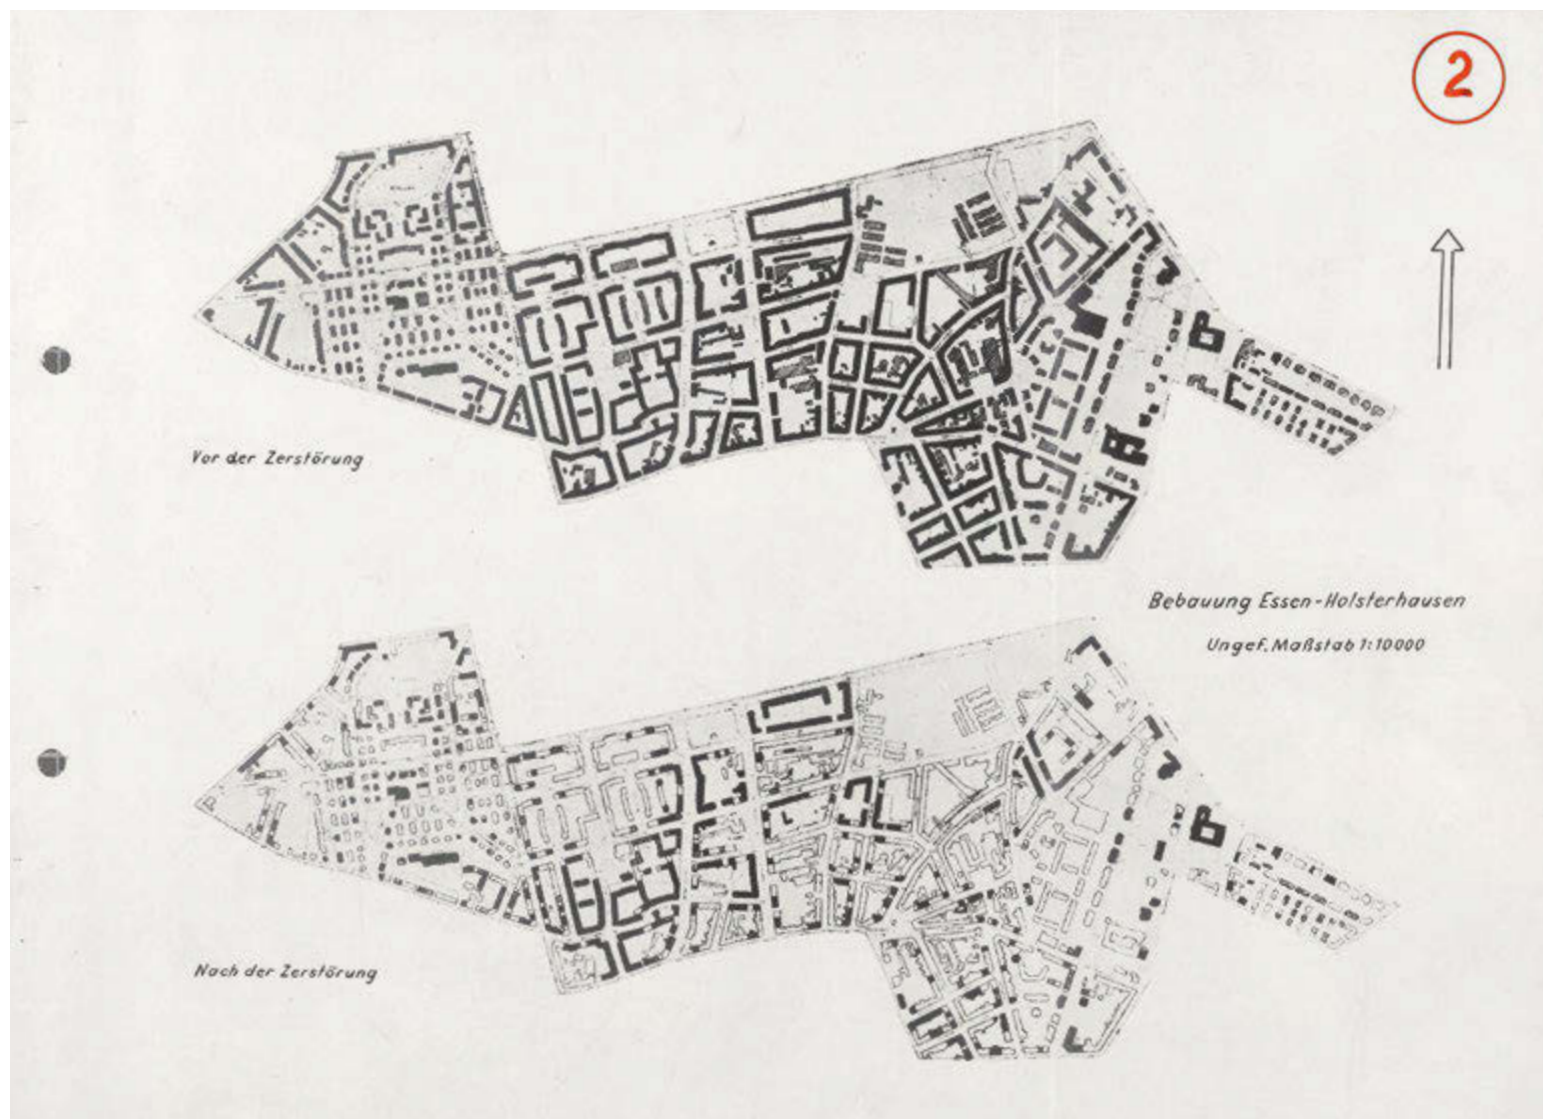 2
Vor der Zerstörung
Bebauung Essen-Holsterhausen
Ungef. Maßstab 1:10000
Nach der Zerstörung